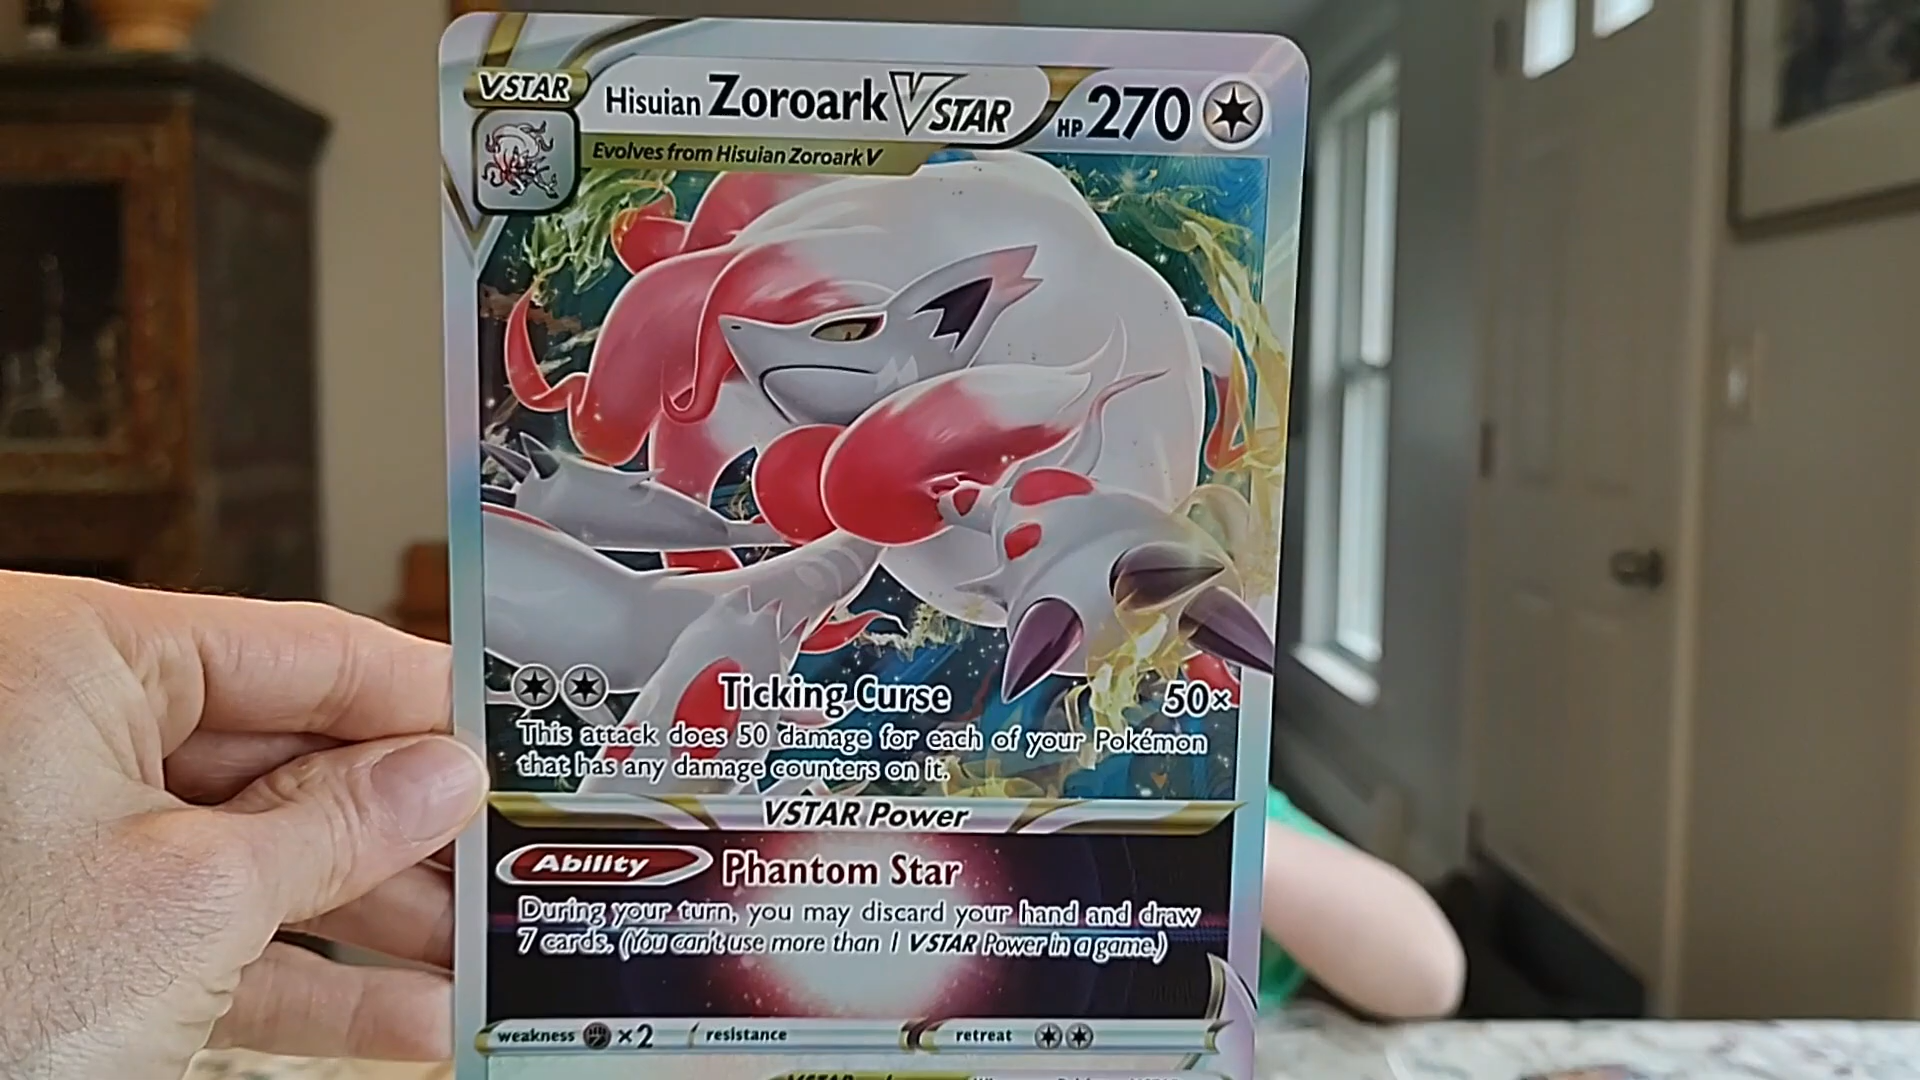 VSTAR
Hisuian Zoroark VSTAR HP 270
Evolves from Hisuian Zoroark V
Ticking Curse 50×
This attack does 50 damage for each of your Pokémon
that has any damage counters on it.
VSTAR Power
Ability Phantom Star
During your turn, you may discard your hand and draw
7 cards. (You can't use more than 1 VSTAR Power in a game.)
weakness ×2 resistance retreat